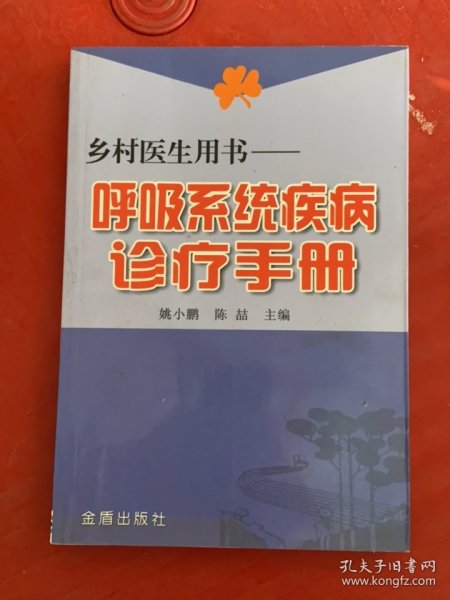 乡村医生用书——
呼吸系统疾病
诊疗手册
姚小鹏 陈喆 主编
金盾出版社
孔夫子旧书网
www.kongfz.com